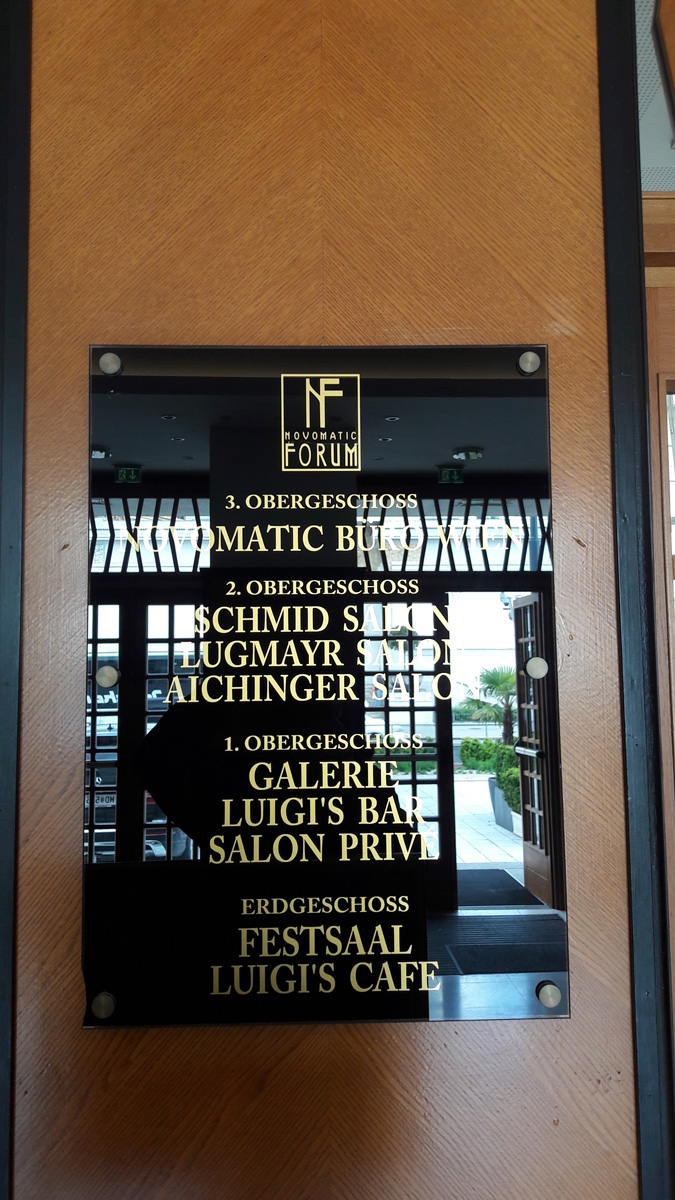 NF
NOVOMATIC
FORUM
3. OBERGESCHOSS
NOVOMATIC BÜRO WIEN
2. OBERGESCHOSS
SCHMID SALON
LUGMAYR SALON
AICHINGER SALON
1. OBERGESCHOSS
GALERIE
LUIGI'S BAR
SALON PRIVÉ
ERDGESCHOSS
FESTSAAL
LUIGI'S CAFE